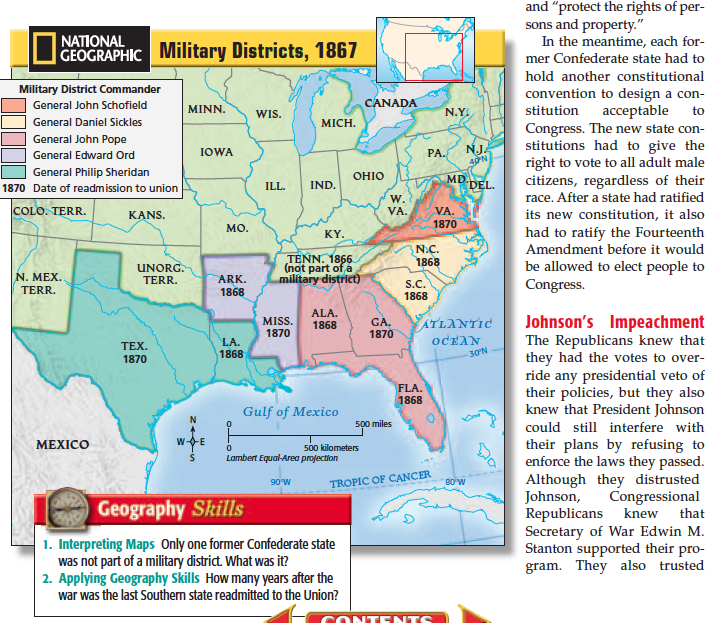 NATIONAL
GEOGRAPHIC
Military Districts, 1867
Military District Commander
General John Schofield
General Daniel Sickles
General John Pope
General Edward Ord
General Philip Sheridan
1870 Date of readmission to union
CANADA
MINN.
WIS.
MICH.
N.Y.
IOWA
PA.
N.J.
40°N
ILL.
IND.
OHIO
MD.
DEL.
W.
VA.
VA.
1870
COLO. TERR.
KANS.
MO.
KY.
N.C.
1868
TENN. 1866
(not part of a
military district)
N. MEX.
TERR.
UNORG.
TERR.
ARK.
1868
S.C.
1868
MISS.
1870
ALA.
1868
GA.
1870
ATLANTIC
OCEAN
30°N
TEX.
1870
LA.
1868
FLA.
1868
Gulf of Mexico
MEXICO
N
W
E
S
0
500 miles
0
500 kilometers
Lambert Equal-Area projection
90°W
TROPIC OF CANCER
80°W
Geography Skills
1. Interpreting Maps Only one former Confederate state
was not part of a military district. What was it?
2. Applying Geography Skills How many years after the
war was the last Southern state readmitted to the Union?
CONTENTS
and “protect the rights of per-
sons and property.”
In the meantime, each for-
mer Confederate state had to
hold another constitutional
convention to design a con-
stitution acceptable to
Congress. The new state con-
stitutions had to give the
right to vote to all adult male
citizens, regardless of their
race. After a state had ratified
its new constitution, it also
had to ratify the Fourteenth
Amendment before it would
be allowed to elect people to
Congress.
Johnson’s Impeachment
The Republicans knew that
they had the votes to over-
ride any presidential veto of
their policies, but they also
knew that President Johnson
could still interfere with
their plans by refusing to
enforce the laws they passed.
Although they distrusted
Johnson, Congressional
Republicans knew that
Secretary of War Edwin M.
Stanton supported their pro-
gram. They also trusted